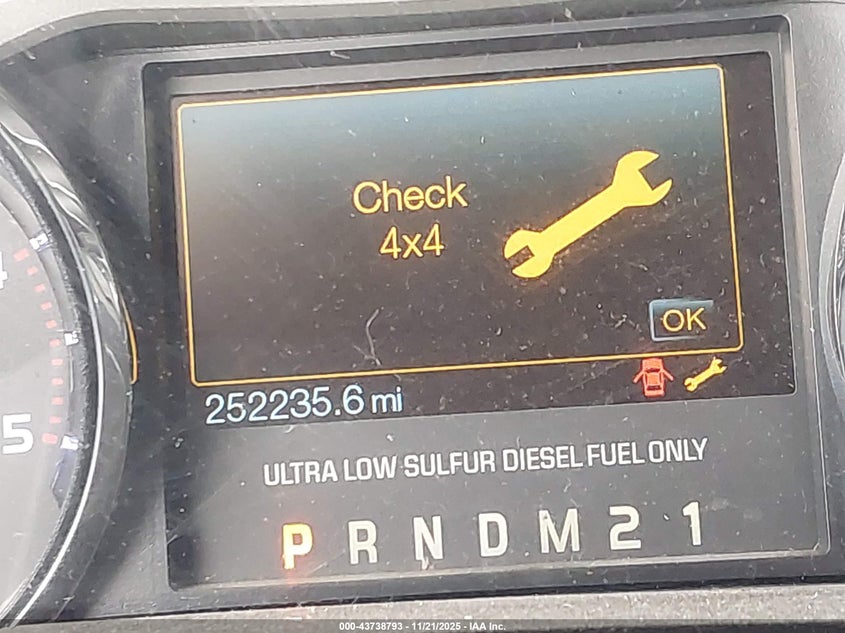 Check
4x4
OK
252235.6 mi
5
ULTRA LOW SULFUR DIESEL FUEL ONLY
P R N D M 2 1
000-43738793 - 11/21/2025 - IAA Inc.